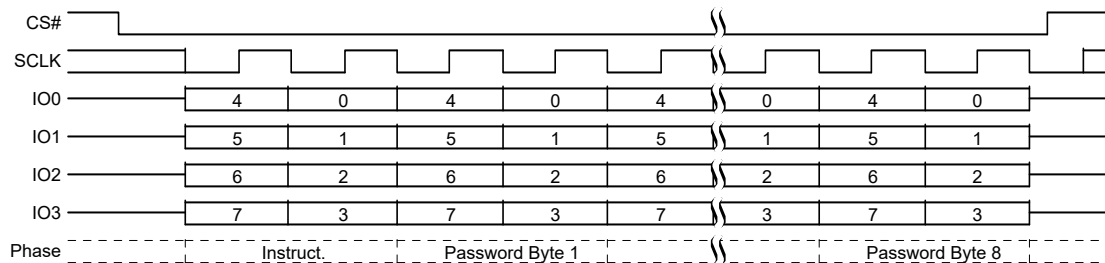 CS#
SCLK
IO0 4 0 4 0 4 0 4 0
IO1 5 1 5 1 5 1 5 1
IO2 6 2 6 2 6 2 6 2
IO3 7 3 7 3 7 3 7 3
Phase Instruct. Password Byte 1 Password Byte 8